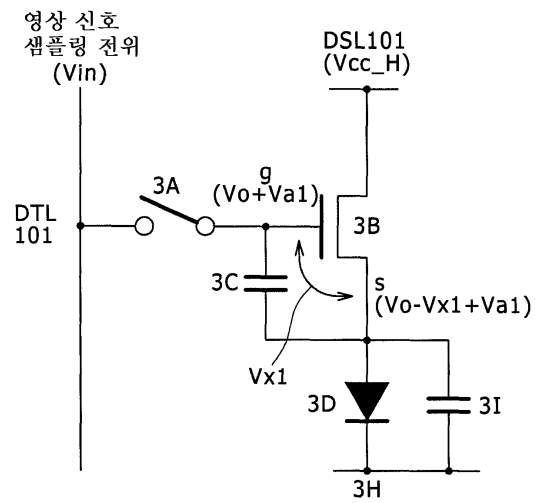 영상 신호
샘플링 전위
(Vin)
DSL101
(Vcc_H)
3A
g
(Vo+Va1)
DTL
101
3B
3C
s
(Vo-Vx1+Va1)
Vx1
3D
3I
3H